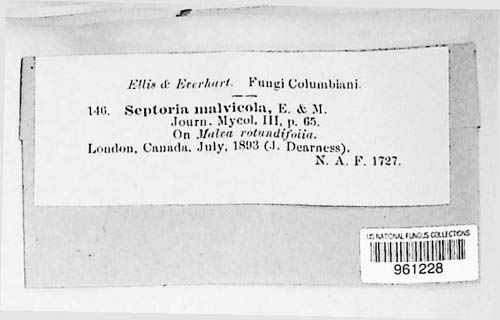 Ellis & Everhart. Fungi Columbiani.
146. Septoria malvicola, E. & M.
Journ. Mycol, III, p. 65.
On Malva rotundifolia.
London, Canada, July, 1893 (J. Dearness).
N. A. F. 1727.
US NATIONAL FUNGUS COLLECTIONS
961228